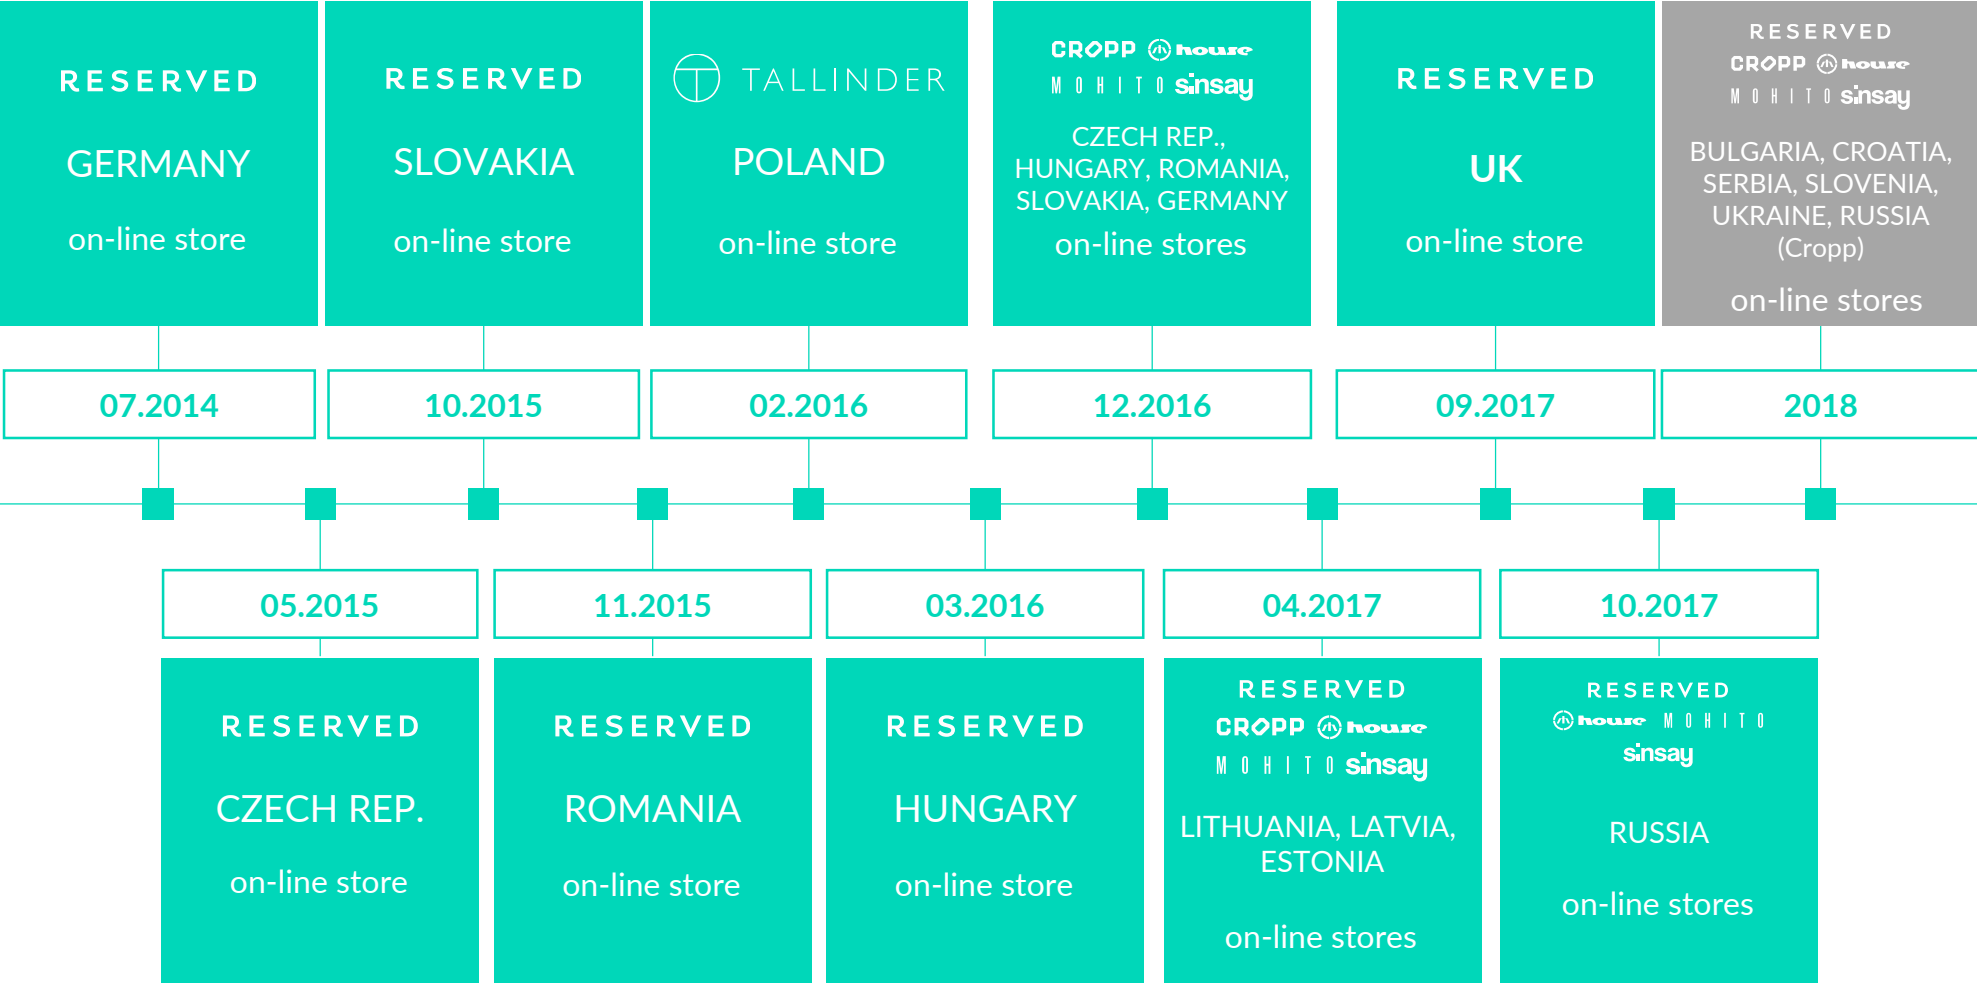 RESERVED
GERMANY
on-line store
07.2014
RESERVED
SLOVAKIA
on-line store
10.2015
TALLINDER
POLAND
on-line store
02.2016
CROPP house
MOHITO sinsay
CZECH REP.,
HUNGARY, ROMANIA,
SLOVAKIA, GERMANY
on-line stores
12.2016
RESERVED
UK
on-line store
09.2017
RESERVED
CROPP house
MOHITO sinsay
BULGARIA, CROATIA,
SERBIA, SLOVENIA,
UKRAINE, RUSSIA
(Cropp)
on-line stores
2018
05.2015
RESERVED
CZECH REP.
on-line store
11.2015
RESERVED
ROMANIA
on-line store
03.2016
RESERVED
HUNGARY
on-line store
04.2017
RESERVED
CROPP house
MOHITO sinsay
LITHUANIA, LATVIA,
ESTONIA
on-line stores
10.2017
RESERVED
house MOHITO
sinsay
RUSSIA
on-line stores